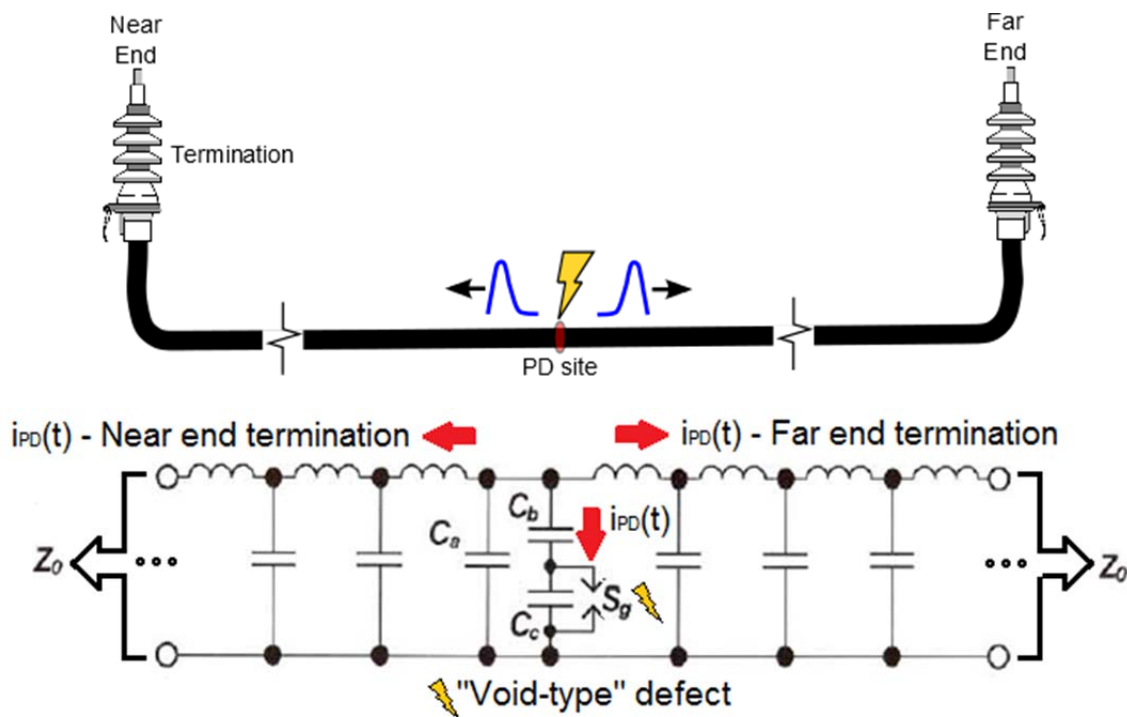 Near
End
Far
End
Termination
PD site
iPD(t) - Near end termination
iPD(t) - Far end termination
Cb
iPD(t)
Ca
Z0
Sg
Z0
Cc
"Void-type" defect